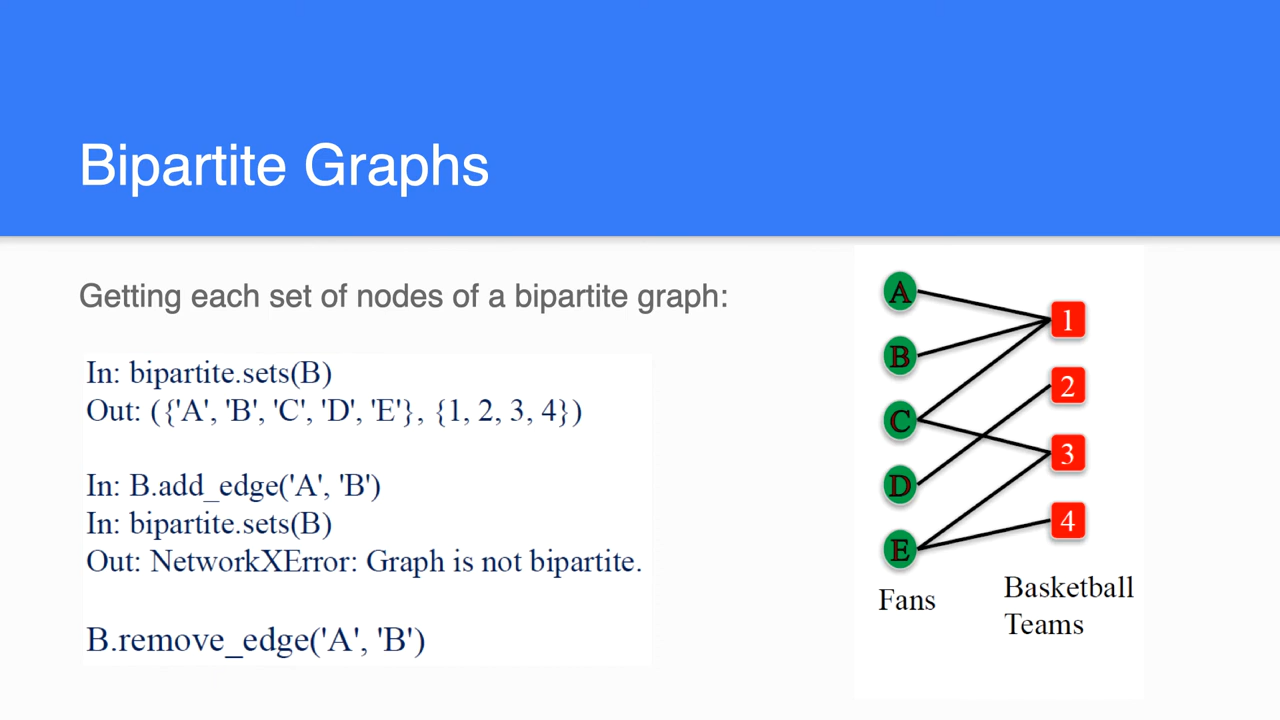 Bipartite Graphs
Getting each set of nodes of a bipartite graph:
In: bipartite.sets(B)
Out: ({'A', 'B', 'C', 'D', 'E'}, {1, 2, 3, 4})
In: B.add_edge('A', 'B')
In: bipartite.sets(B)
Out: NetworkXError: Graph is not bipartite.
B.remove_edge('A', 'B')
A
B
C
D
E
Fans
1
2
3
4
Basketball
Teams